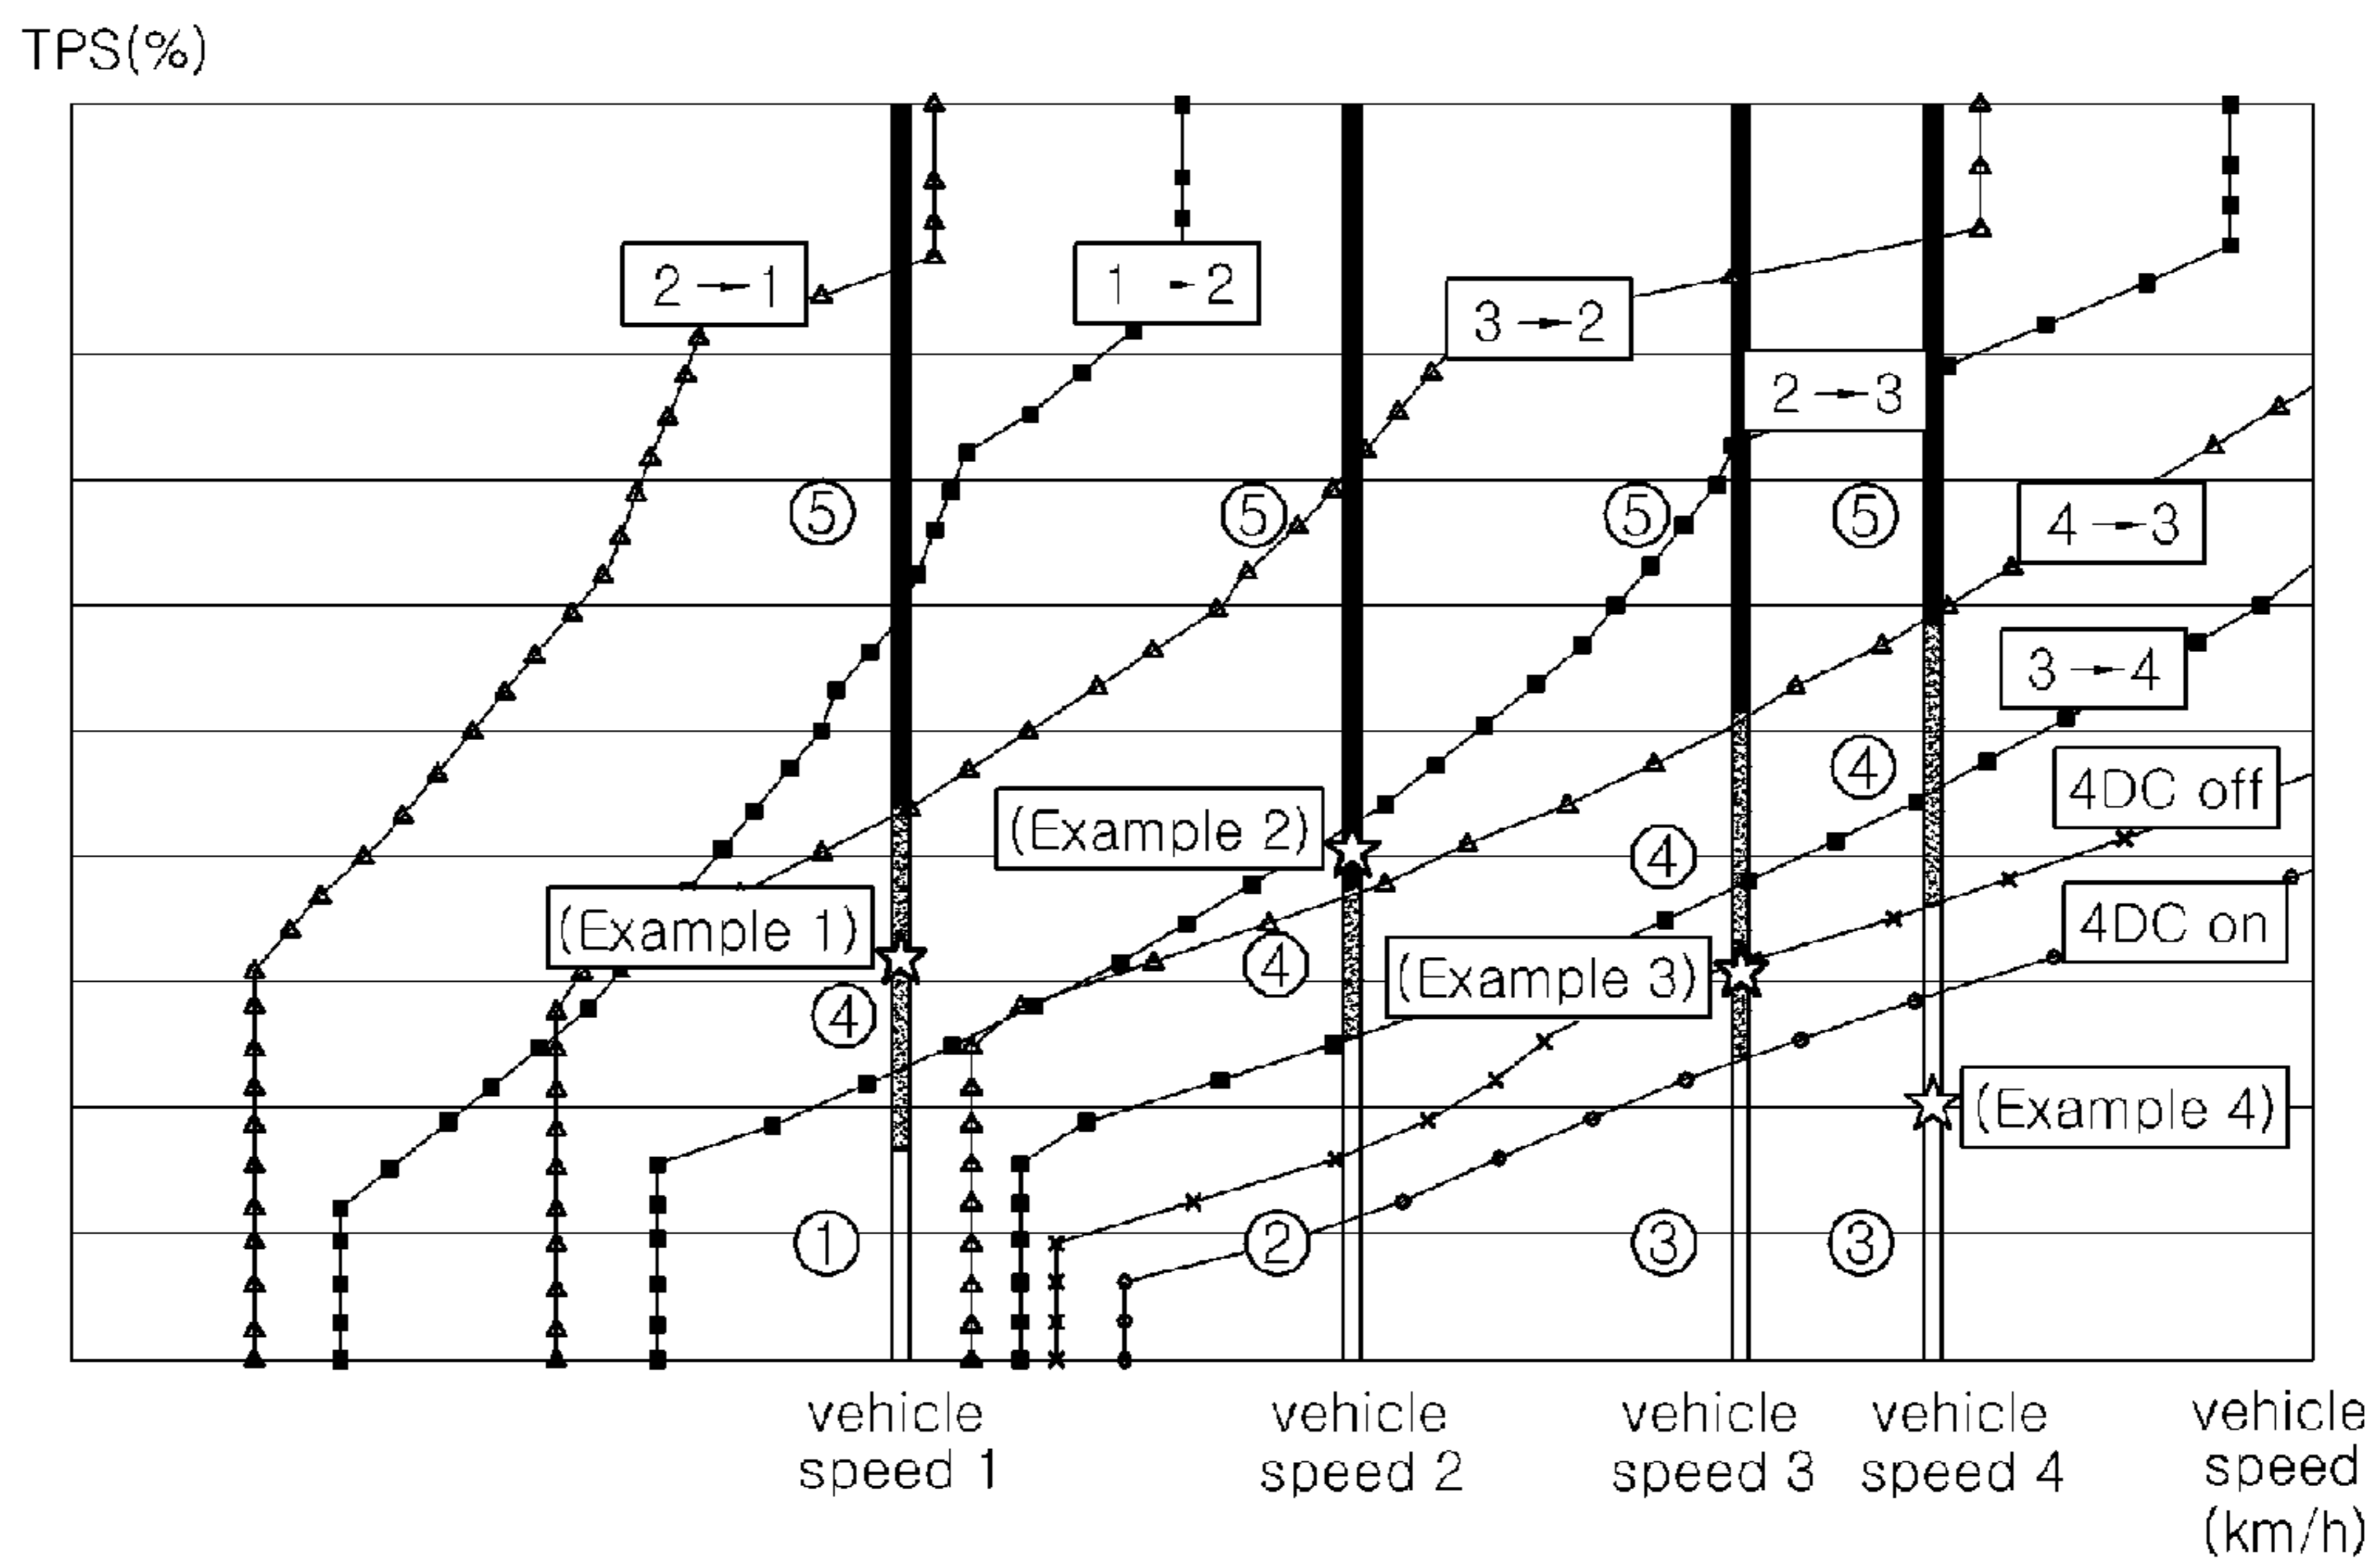 TPS(%)
2→1
1→2
3→2
2→3
⑤
⑤
⑤
⑤
4→3
3→4
④
4DC off
(Example 2)
④
(Example 1)
4DC on
④
(Example 3)
④
(Example 4)
①
②
③
③
vehicle speed 1
vehicle speed 2
vehicle speed 3
vehicle speed 4
vehicle speed (km/h)